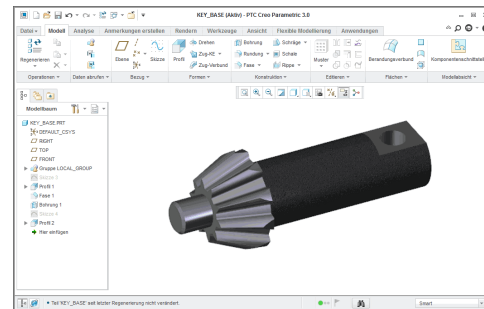 KEY_BASE (Aktiv) - PTC Creo Parametric 3.0
Datei Modell Analyse Anmerkungen erstellen Rendern Werkzeuge Ansicht Flexible Modellierung Anwendungen
Regenerieren Ebene Skizze Profil Drehen Zug-KE Zug-Verbund Bohrung Rundung Fase Schräge Schale Rippe Muster Berandungsverbund Komponentenschnittstelle
Operationen Daten abrufen Bezug Formen Konstruktion Editieren Flächen Modellabsicht
Modellbaum
KEY_BASE.PRT
DEFAULT_CSYS
RIGHT
TOP
FRONT
Gruppe LOCAL_GROUP
Skizze 3
Profil 1
Fase 1
Bohrung 1
Skizze 4
Profil 2
Hier einfügen
• Teil 'KEY_BASE' seit letzter Regenerierung nicht verändert.
Smart